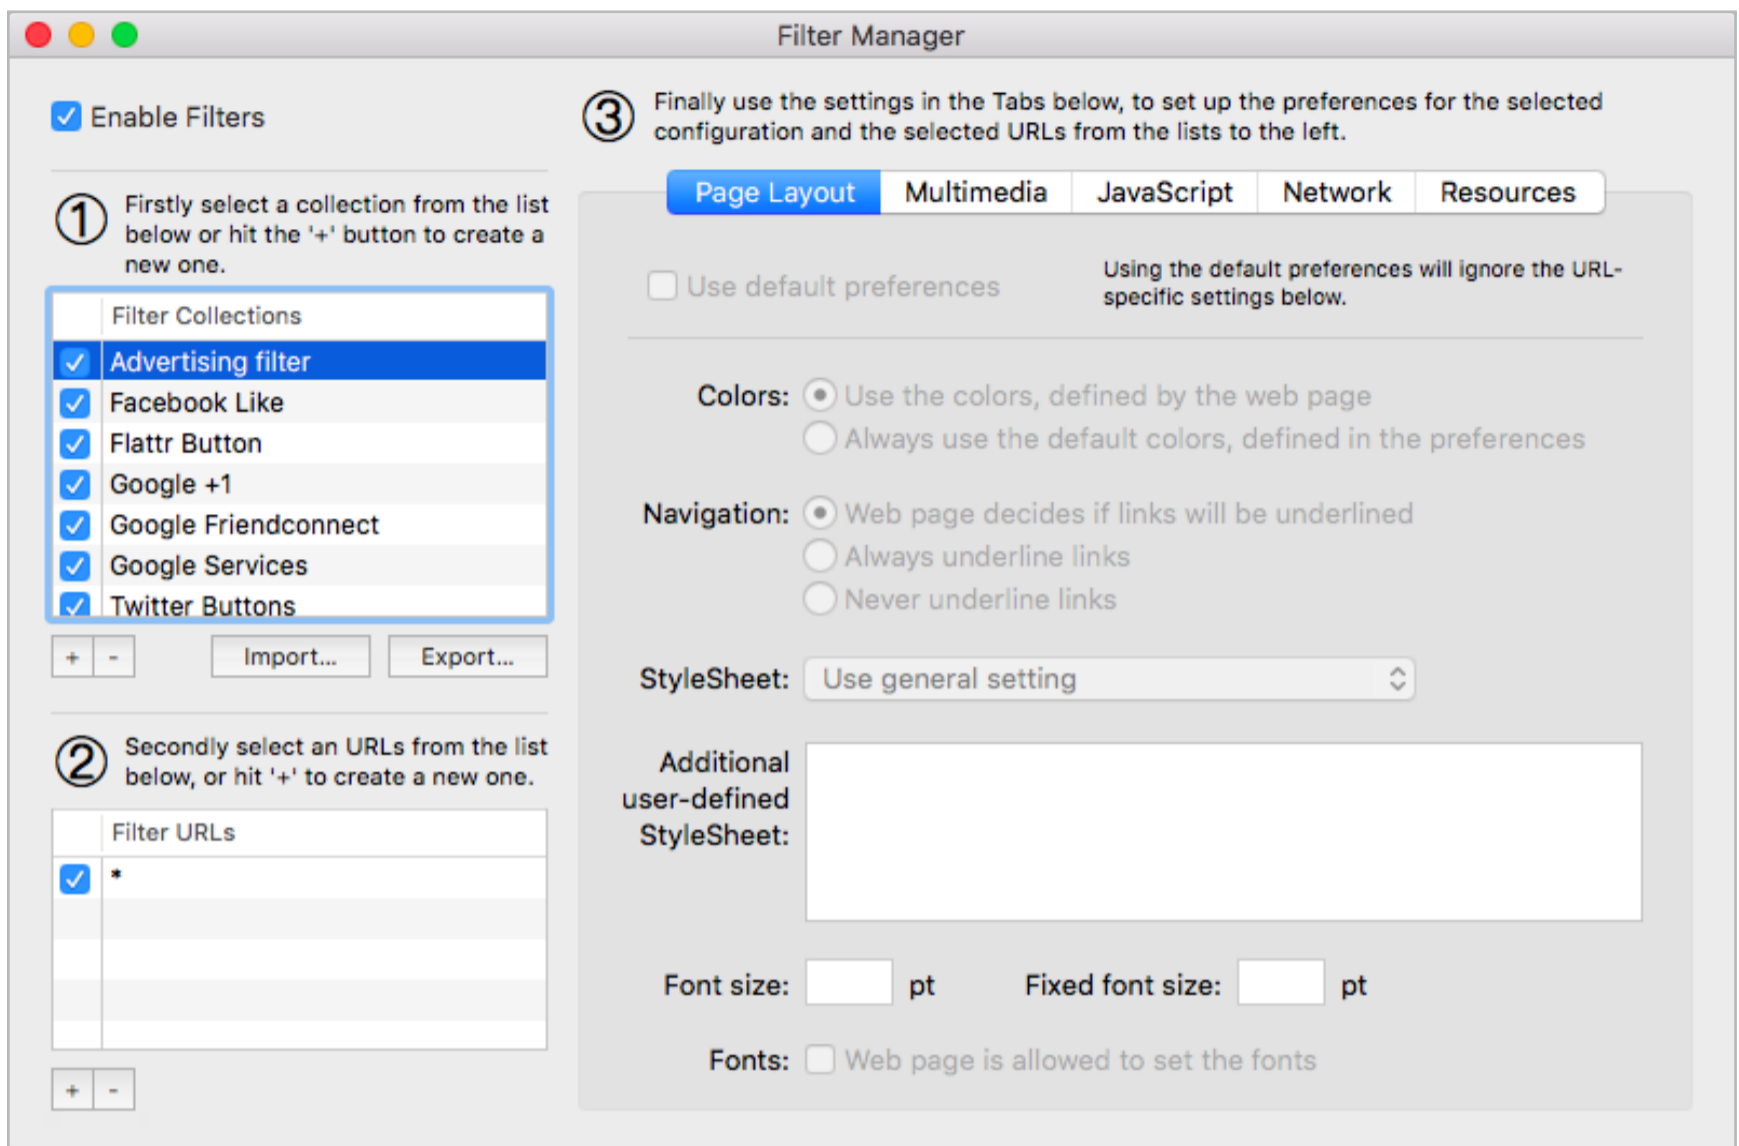 Filter Manager
Enable Filters
① Firstly select a collection from the list
below or hit the '+' button to create a
new one.
Filter Collections
Advertising filter
Facebook Like
Flattr Button
Google +1
Google Friendconnect
Google Services
Twitter Buttons
+ -
Import...
Export...
② Secondly select an URLs from the list
below, or hit '+' to create a new one.
Filter URLs
*
+ -
③ Finally use the settings in the Tabs below, to set up the preferences for the selected
configuration and the selected URLs from the lists to the left.
Page Layout
Multimedia
JavaScript
Network
Resources
Use default preferences
Using the default preferences will ignore the URL-
specific settings below.
Colors: Use the colors, defined by the web page
Always use the default colors, defined in the preferences
Navigation: Web page decides if links will be underlined
Always underline links
Never underline links
StyleSheet: Use general setting
Additional
user-defined
StyleSheet:
Font size: pt
Fixed font size: pt
Fonts: Web page is allowed to set the fonts